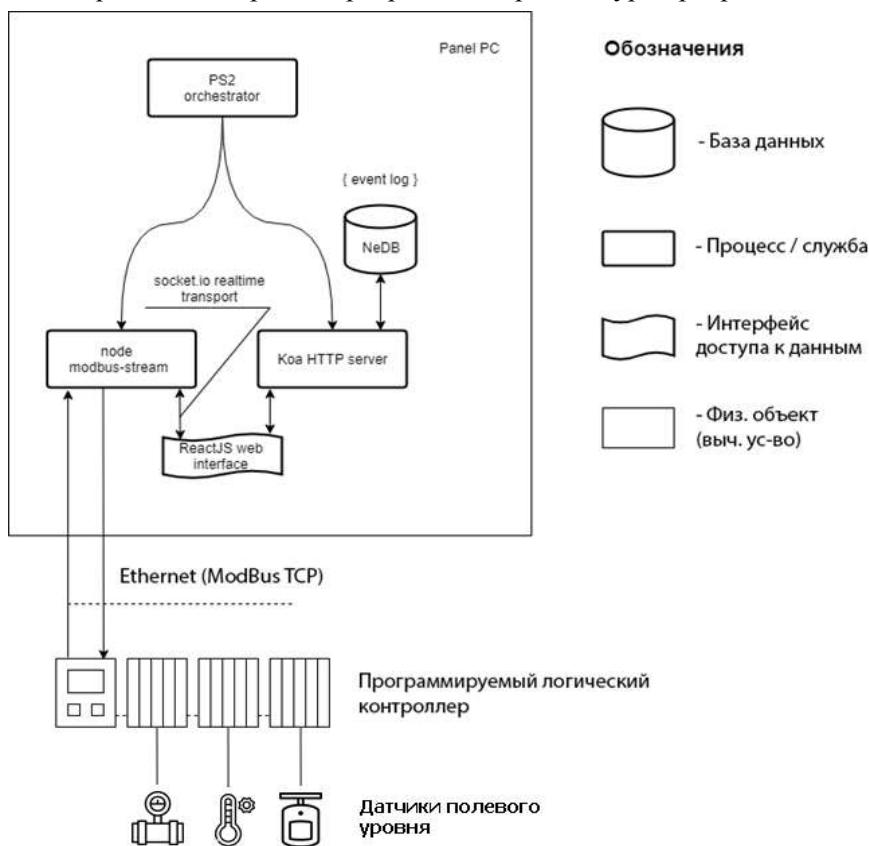 Panel PC
PS2
orchestrator
{ event log }
NeDB
socket.io realtime
transport
node
modbus-stream
Koa HTTP server
ReactJS web
interface
Ethernet (ModBus TCP)
Программируемый логический
контроллер
Датчики полевого
уровня
Обозначения
- База данных
- Процесс / служба
- Интерфейс
доступа к данным
- Физ. объект
(выч. ус-во)